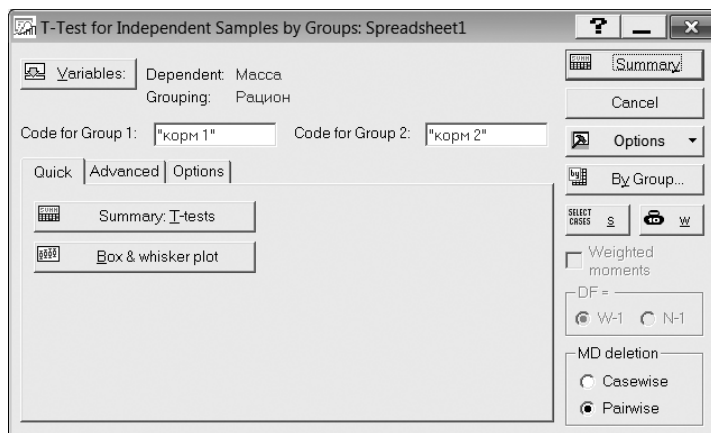 T-Test for Independent Samples by Groups: Spreadsheet1
? X
Variables: Dependent: Масса
Grouping: Рацион
Code for Group 1: "корм 1" Code for Group 2: "корм 2"
Quick Advanced Options
Summary: T-tests
Box & whisker plot
Summary
Cancel
Options
By Group...
SELECT CASES S W
Weighted moments
DF =
W-1 N-1
MD deletion
Casewise
Pairwise